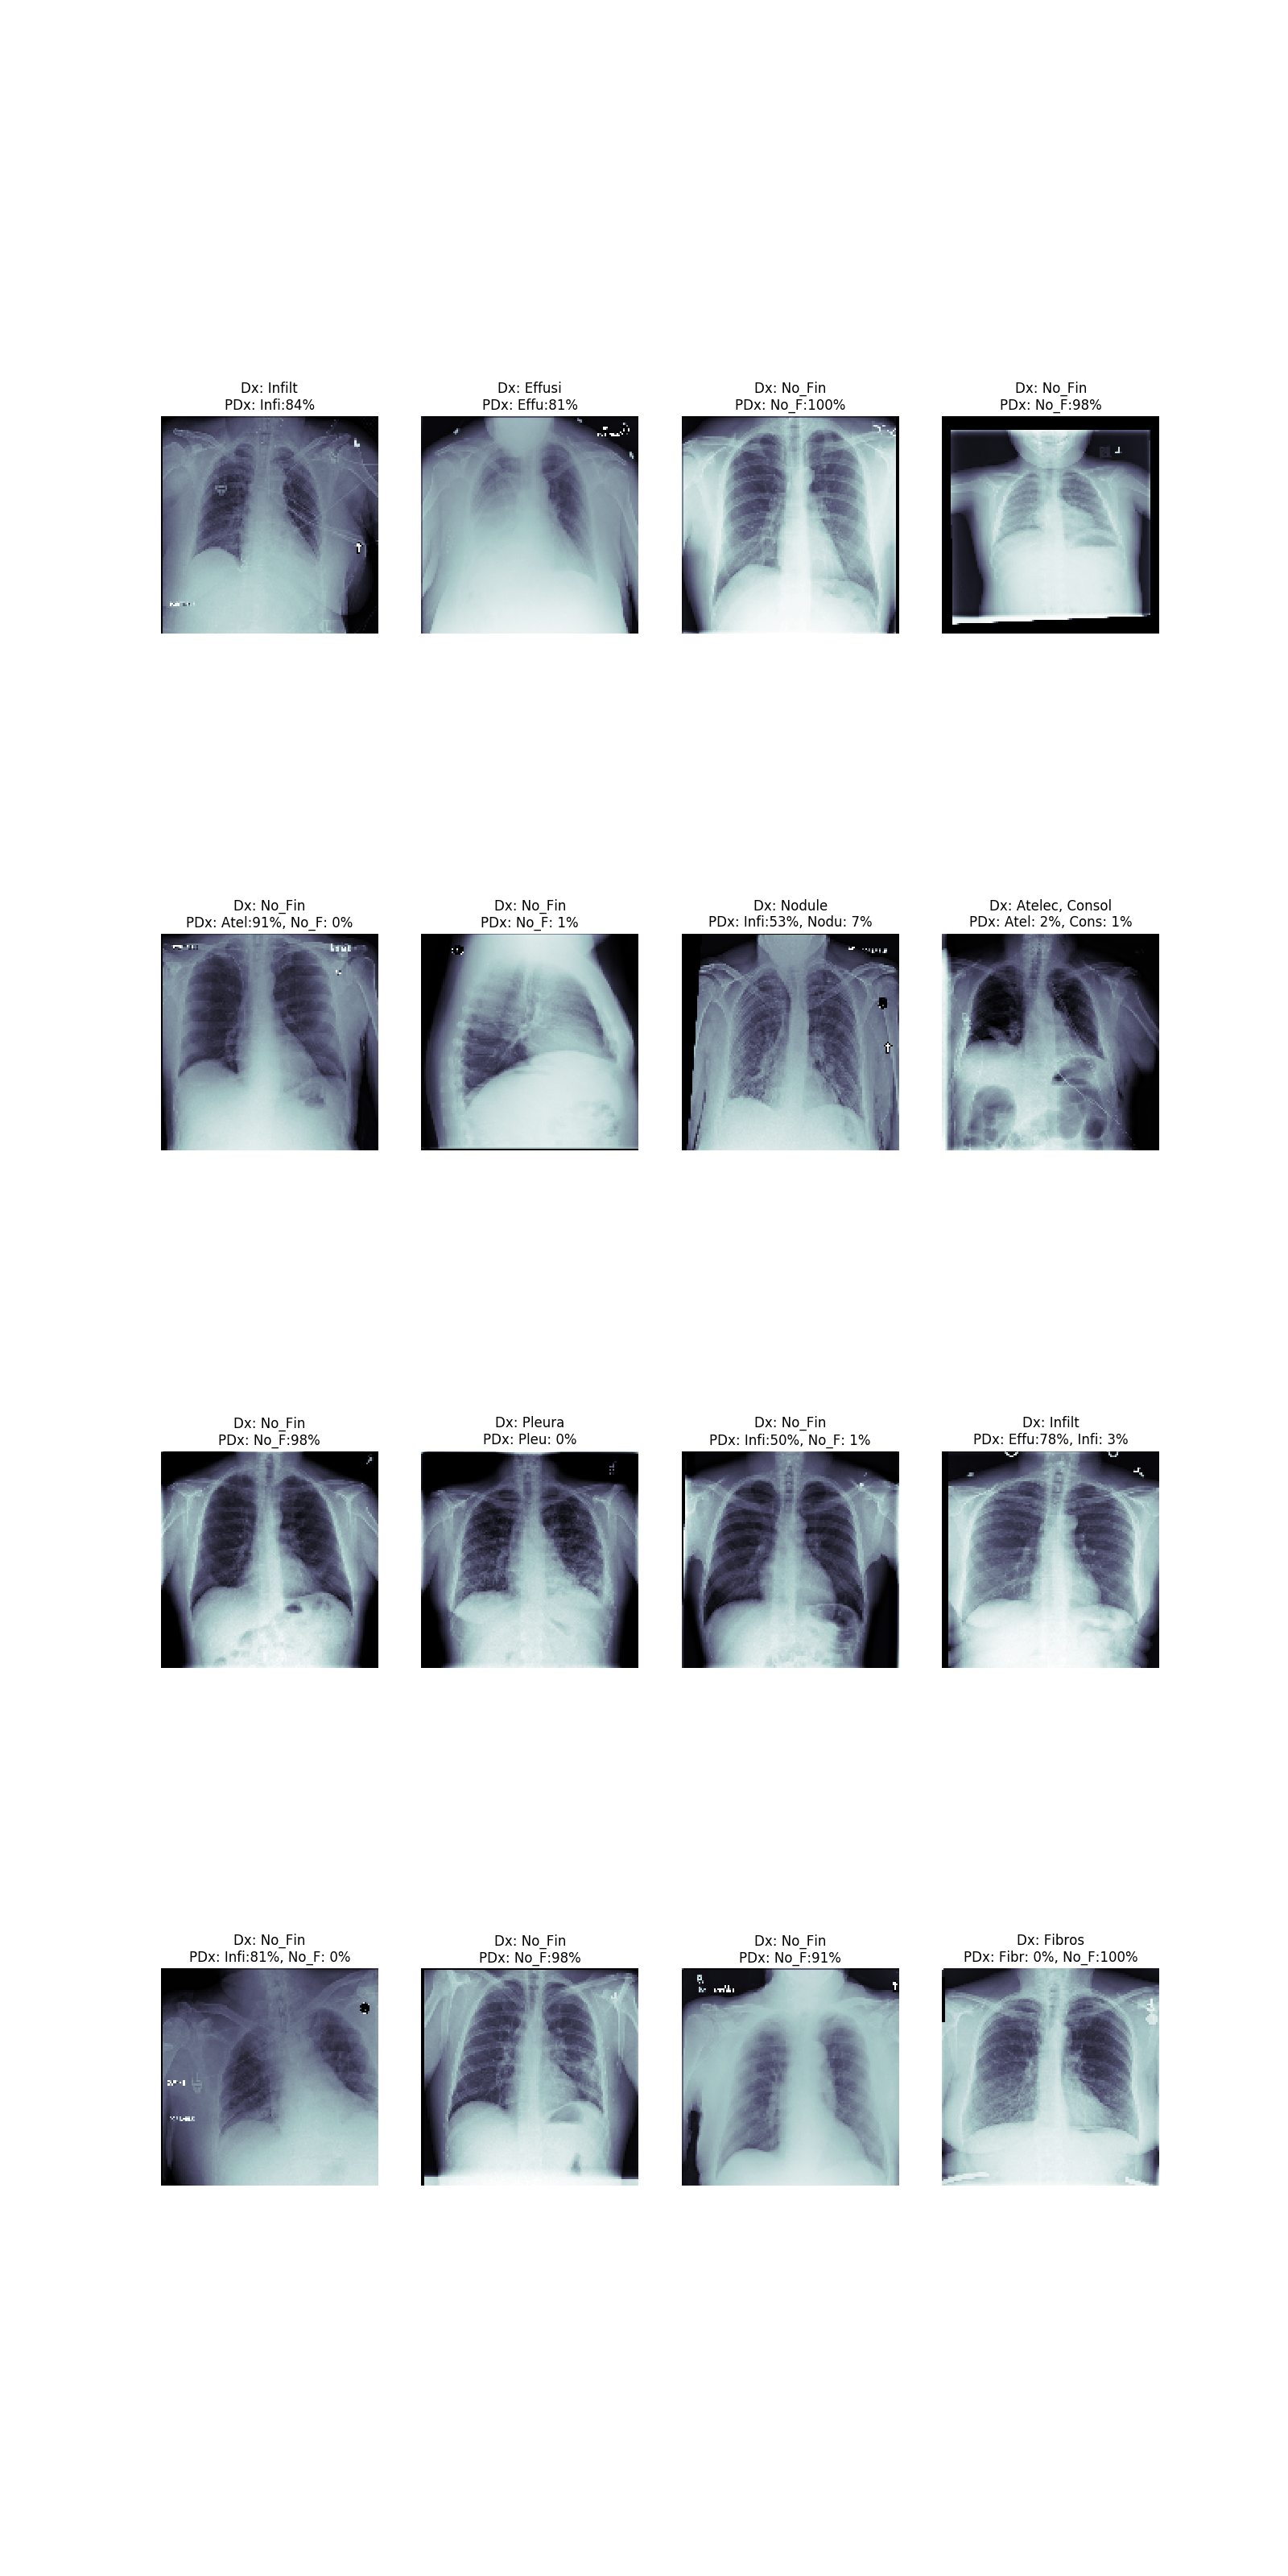 Dx: Infilt
PDx: Infi:84%
Dx: Effusi
PDx: Effu:81%
Dx: No_Fin
PDx: No_F:100%
Dx: No_Fin
PDx: No_F:98%
Dx: No_Fin
PDx: Atel:91%, No_F: 0%
Dx: No_Fin
PDx: No_F: 1%
Dx: Nodule
PDx: Infi:53%, Nodu: 7%
Dx: Atelec, Consol
PDx: Atel: 2%, Cons: 1%
Dx: No_Fin
PDx: No_F:98%
Dx: Pleura
PDx: Pleu: 0%
Dx: No_Fin
PDx: Infi:50%, No_F: 1%
Dx: Infilt
PDx: Effu:78%, Infi: 3%
Dx: No_Fin
PDx: Infi:81%, No_F: 0%
Dx: No_Fin
PDx: No_F:98%
Dx: No_Fin
PDx: No_F:91%
Dx: Fibros
PDx: Fibr: 0%, No_F:100%